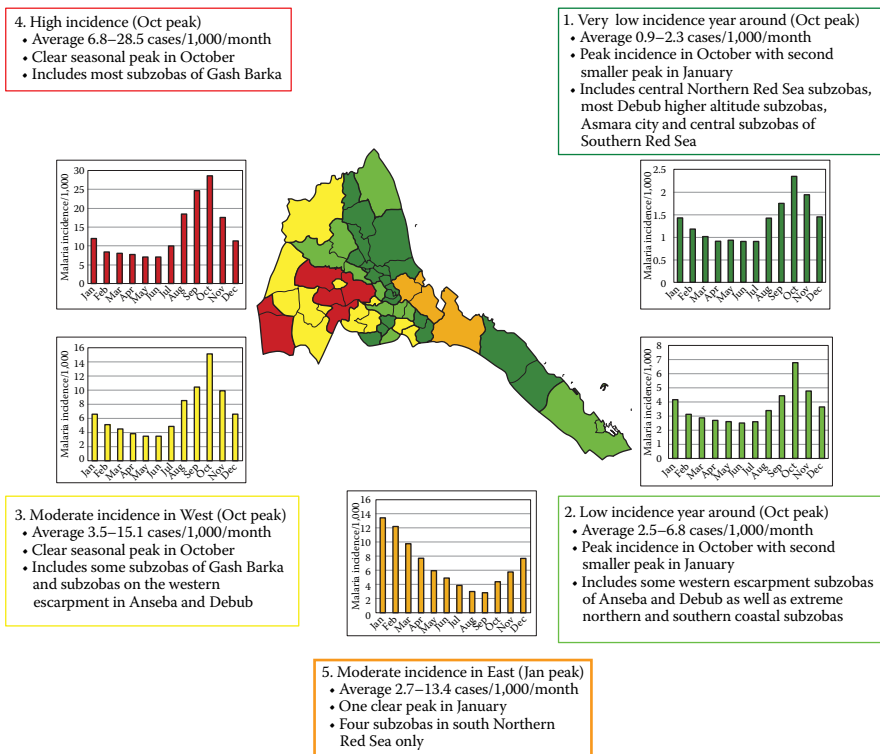 4. High incidence (Oct peak)
• Average 6.8–28.5 cases/1,000/month
• Clear seasonal peak in October
• Includes most subzobas of Gash Barka
1. Very low incidence year around (Oct peak)
• Average 0.9–2.3 cases/1,000/month
• Peak incidence in October with second
smaller peak in January
• Includes central Northern Red Sea subzobas,
most Debub higher altitude subzobas,
Asmara city and central subzobas of
Southern Red Sea
Malaria incidence/1,000
30
25
20
15
10
5
0
Jan
Feb
Mar
Apr
May
Jun
Jul
Aug
Sep
Oct
Nov
Dec
Malaria incidence/1,000
2.5
2
1.5
1
0.5
0
Jan
Feb
Mar
Apr
May
Jun
Jul
Aug
Sep
Oct
Nov
Dec
Malaria incidence/1,000
16
14
12
10
8
6
4
2
0
Jan
Feb
Mar
Apr
May
Jun
Jul
Aug
Sep
Oct
Nov
Dec
Malaria incidence/1,000
8
7
6
5
4
3
2
1
0
Jan
Feb
Mar
Apr
May
Jun
Jul
Aug
Sep
Oct
Nov
Dec
3. Moderate incidence in West (Oct peak)
• Average 3.5–15.1 cases/1,000/month
• Clear seasonal peak in October
• Includes some subzobas of Gash Barka
and subzobas on the western
escarpment in Anseba and Debub
Malaria incidence/1,000
16
14
12
10
8
6
4
2
0
Jan
Feb
Mar
Apr
May
Jun
Jul
Aug
Sep
Oct
Nov
Dec
2. Low incidence year around (Oct peak)
• Average 2.5–6.8 cases/1,000/month
• Peak incidence in October with second
smaller peak in January
• Includes some western escarpment subzobas
of Anseba and Debub as well as extreme
northern and southern coastal subzobas
5. Moderate incidence in East (Jan peak)
• Average 2.7–13.4 cases/1,000/month
• One clear peak in January
• Four subzobas in south Northern
Red Sea only